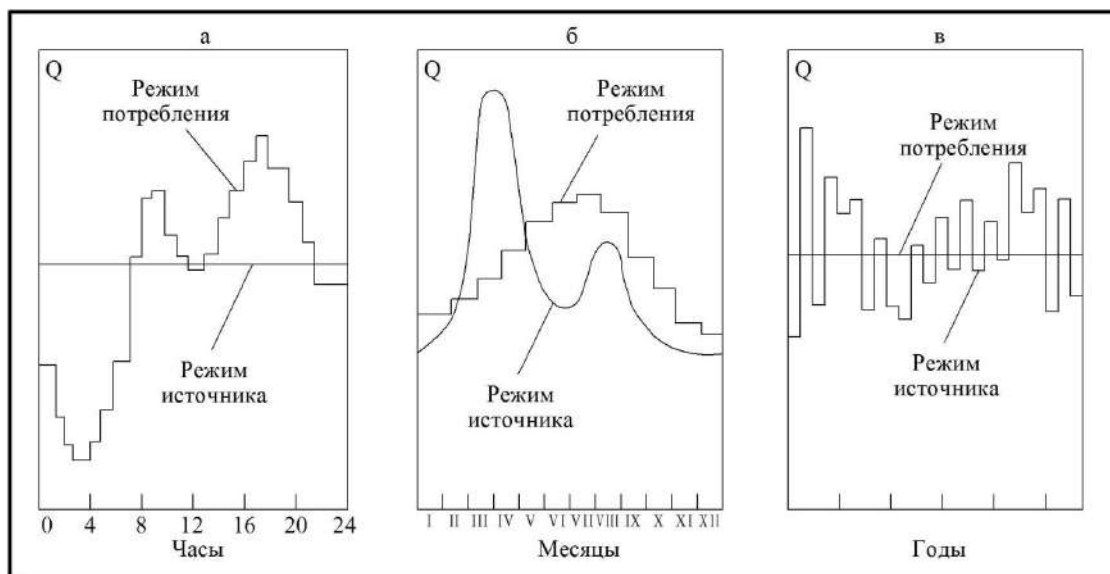 а
Q
Режим
потребления
Режим
источника
0 4 8 12 16 20 24
Часы
б
Q
Режим
потребления
Режим
источника
I II III IV V VI VII VIII IX X XI XII
Месяцы
в
Q
Режим
потребления
Режим
источника
Годы